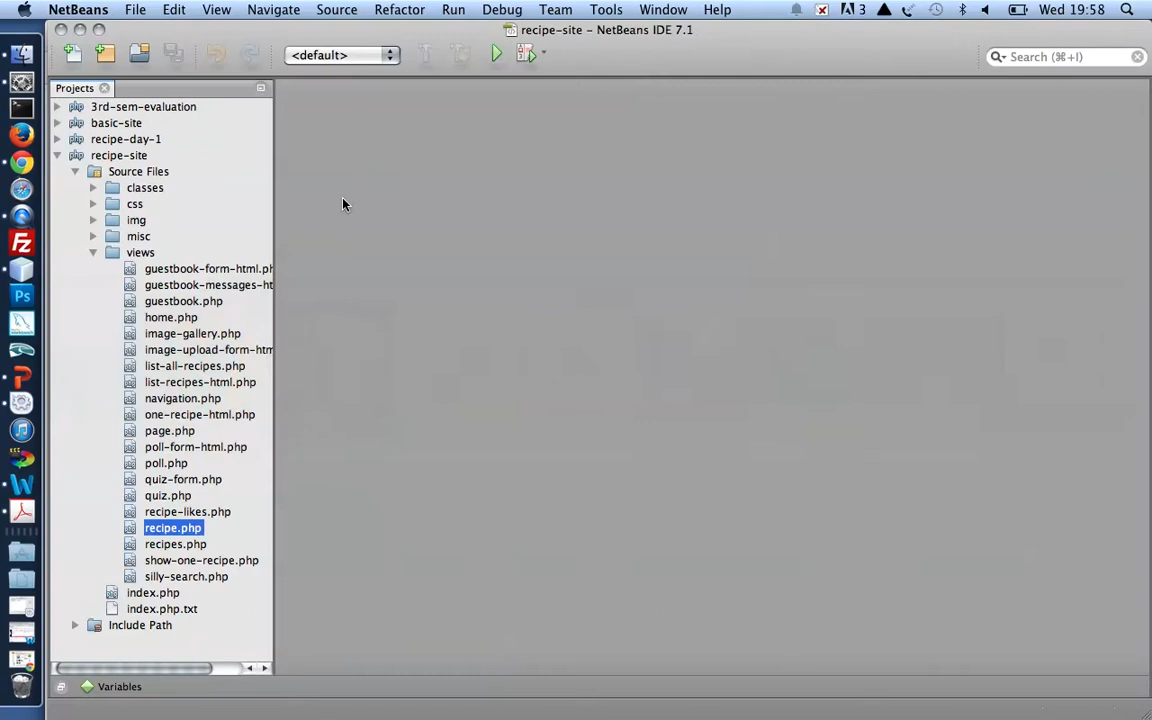 NetBeans File Edit View Navigate Source Refactor Run Debug Team Tools Window Help 3 Wed 19:58
recipe-site – NetBeans IDE 7.1
<default> Search (⌘+I)
Projects
3rd-sem-evaluation
basic-site
recipe-day-1
recipe-site
Source Files
classes
css
img
misc
views
guestbook-form-html.ph
guestbook-messages-ht
guestbook.php
home.php
image-gallery.php
image-upload-form-htm
list-all-recipes.php
list-recipes-html.php
navigation.php
one-recipe-html.php
page.php
poll-form-html.php
poll.php
quiz-form.php
quiz.php
recipe-likes.php
recipe.php
recipes.php
show-one-recipe.php
silly-search.php
index.php
index.php.txt
Include Path
Variables